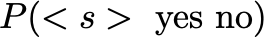 P(< s > yes no)